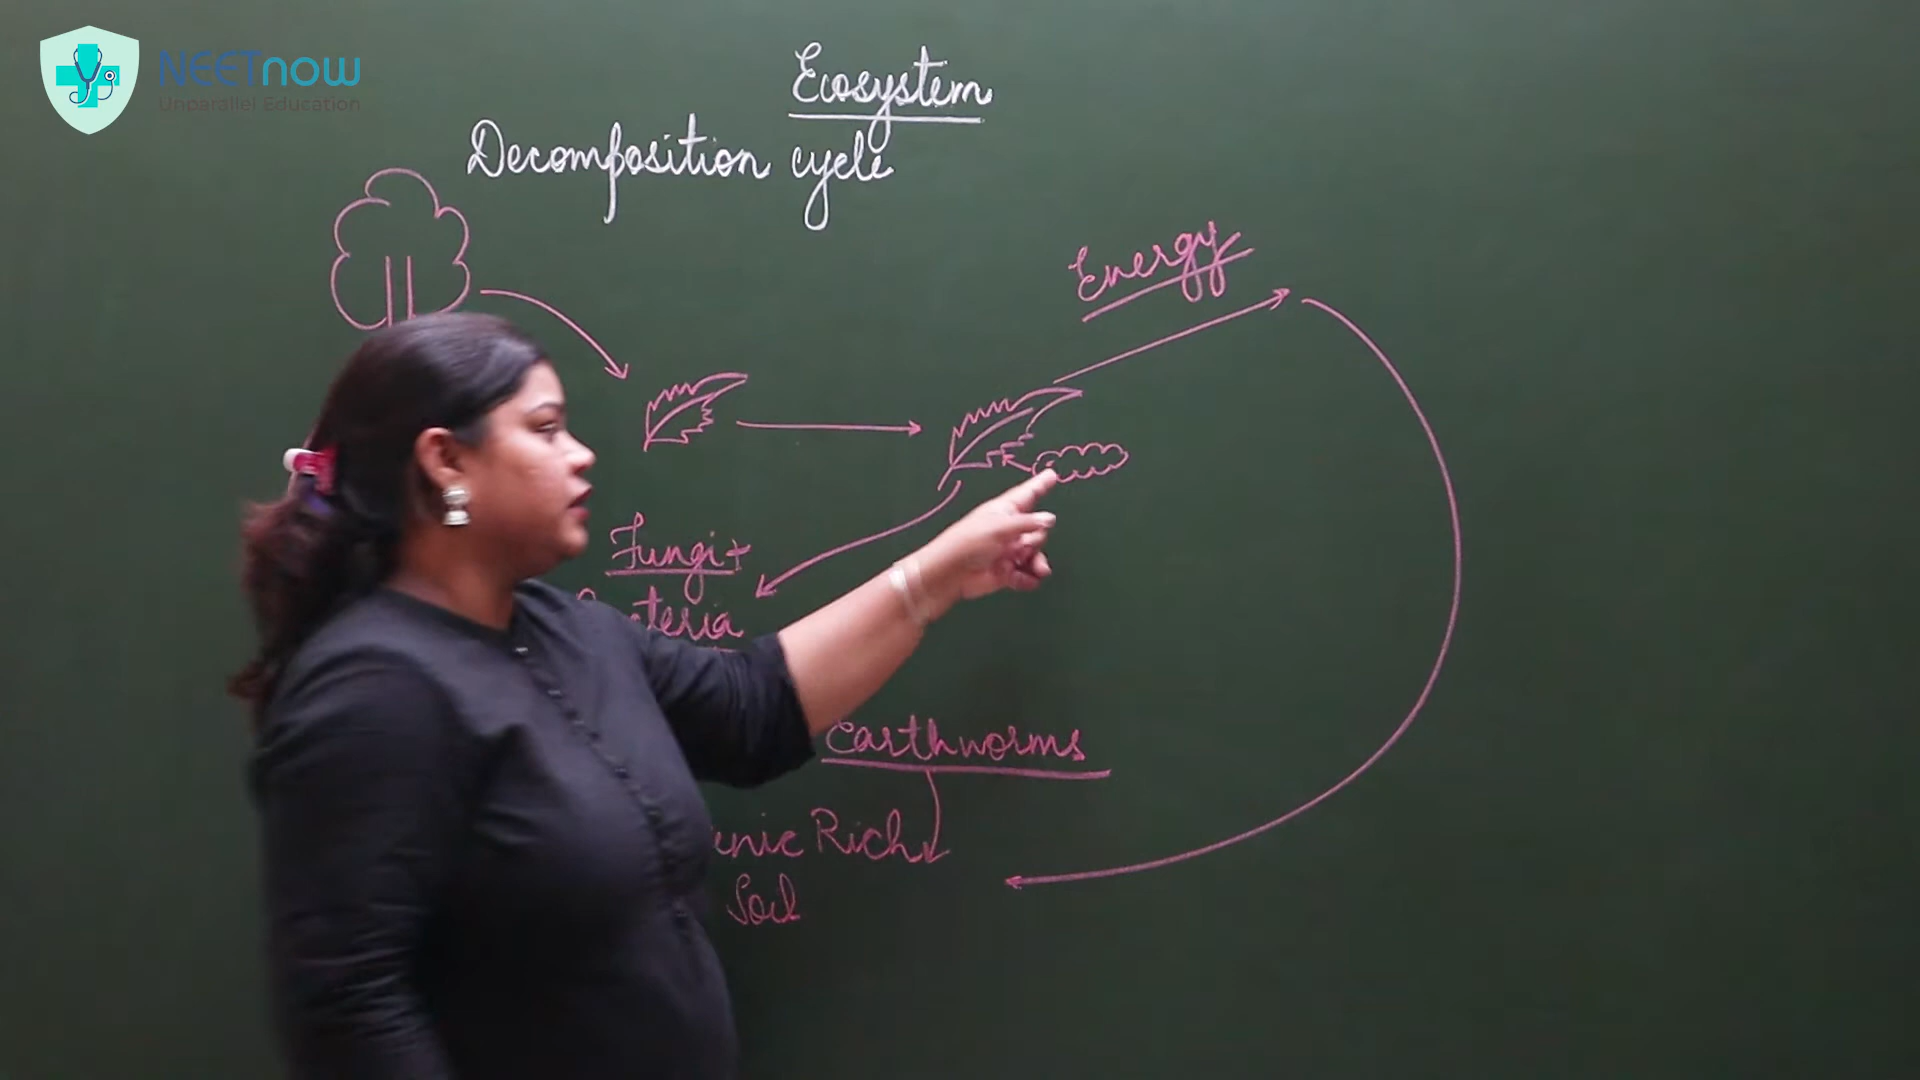 NEETnow
Unparallel Education
Ecosystem
Decomposition cycle
Energy
Fungi +
Earthworms
Rich
Soil